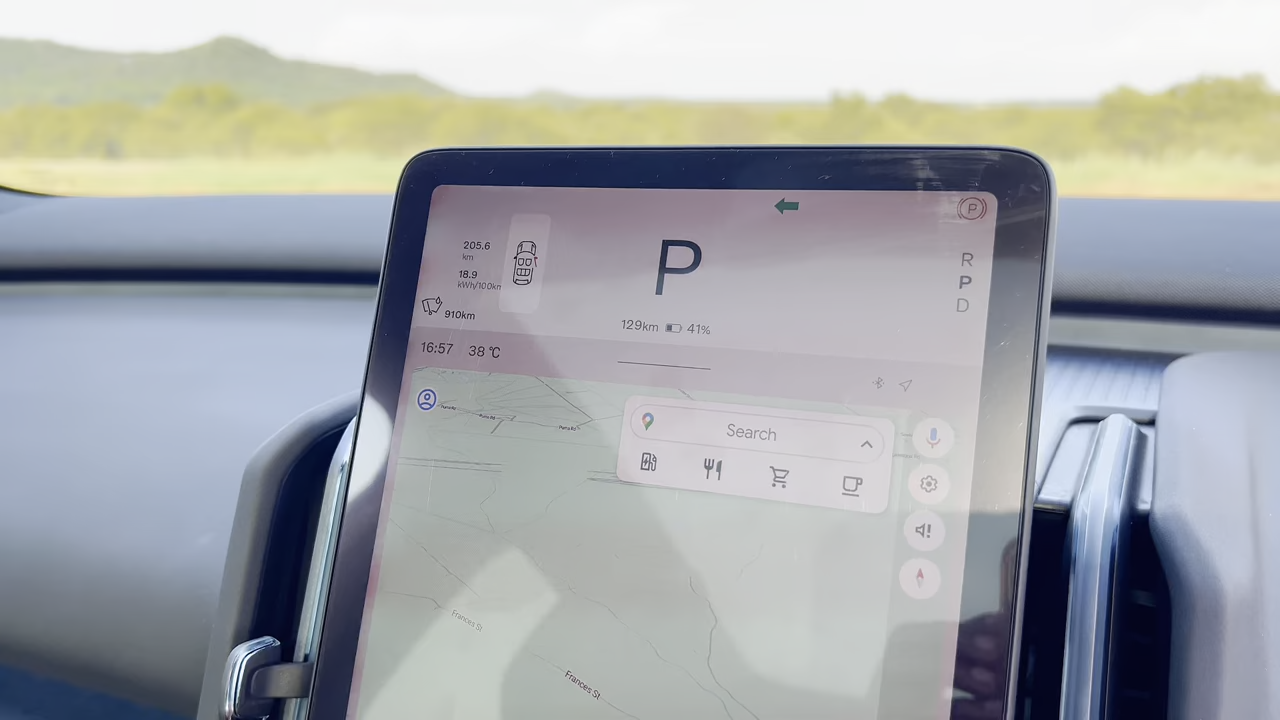 P
205.6
km
18.9
kWh/100km
910km
P
129km 41%
R
P
D
16:57 38 °C
Search
Frances St
Frances St